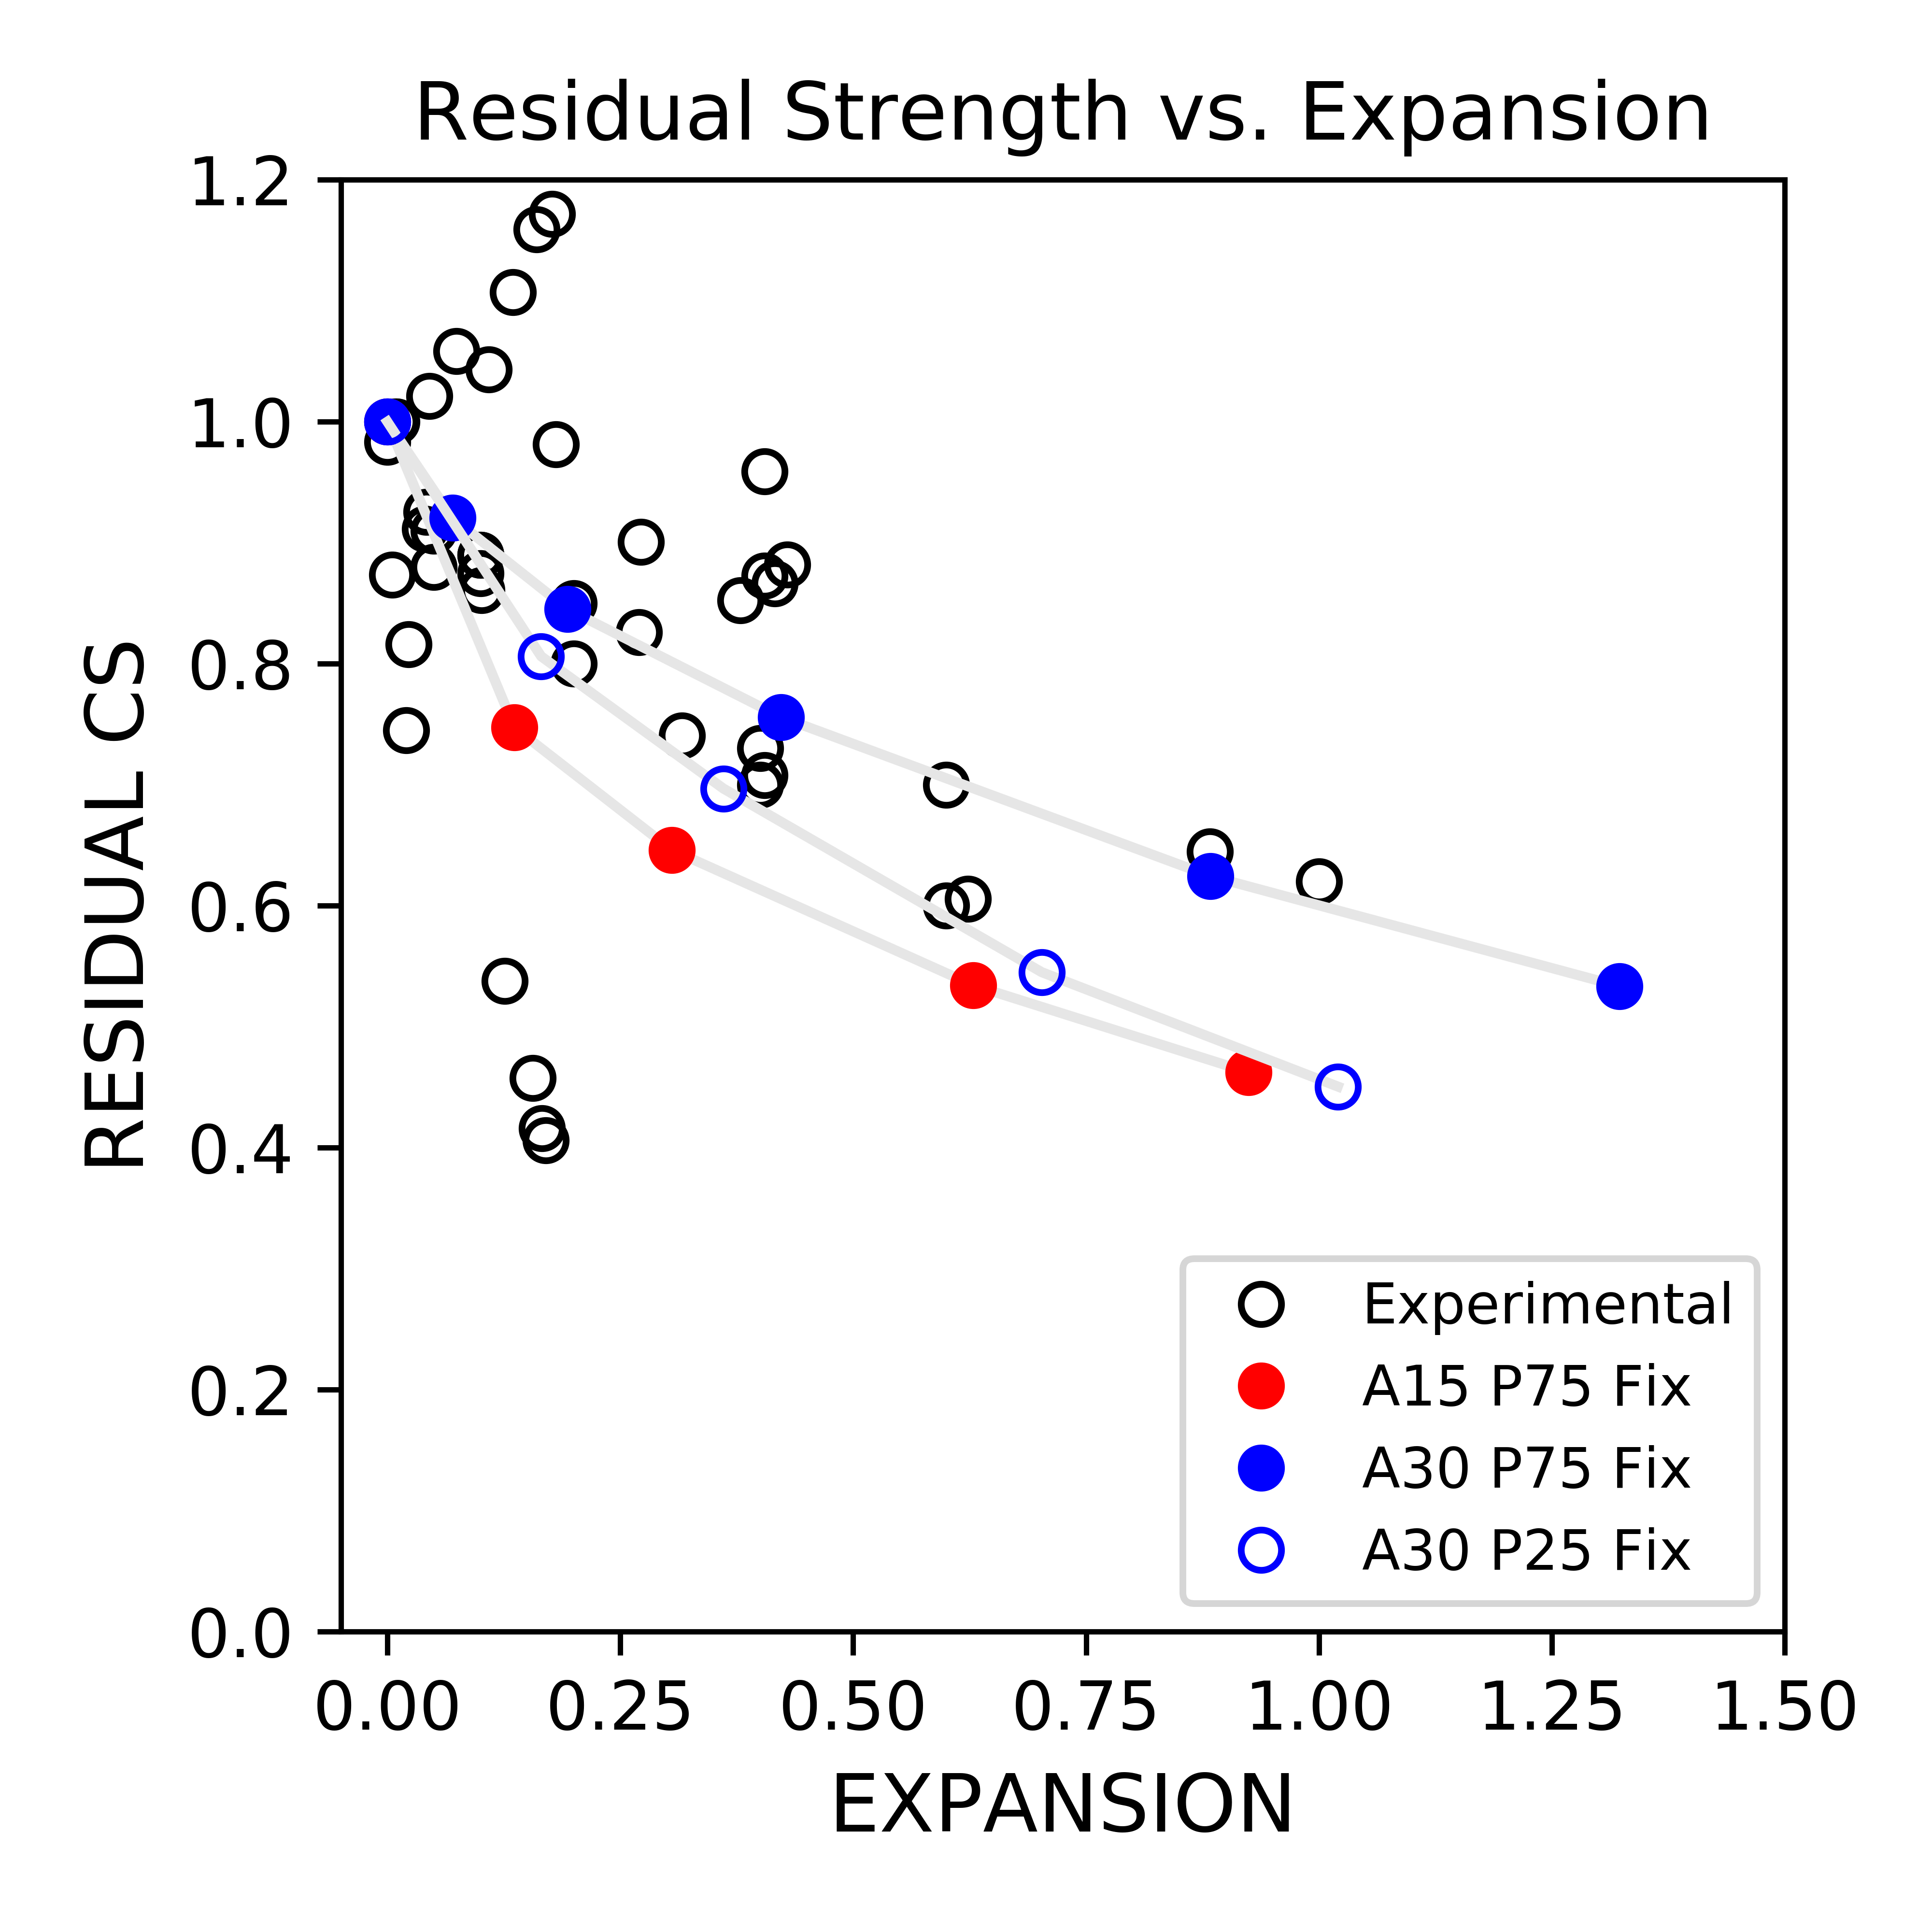 Residual Strength vs. Expansion
1.2
1.0
0.8
0.6
0.4
0.2
0.0
RESIDUAL CS
0.00 0.25 0.50 0.75 1.00 1.25 1.50
EXPANSION
Experimental
A15 P75 Fix
A30 P75 Fix
A30 P25 Fix